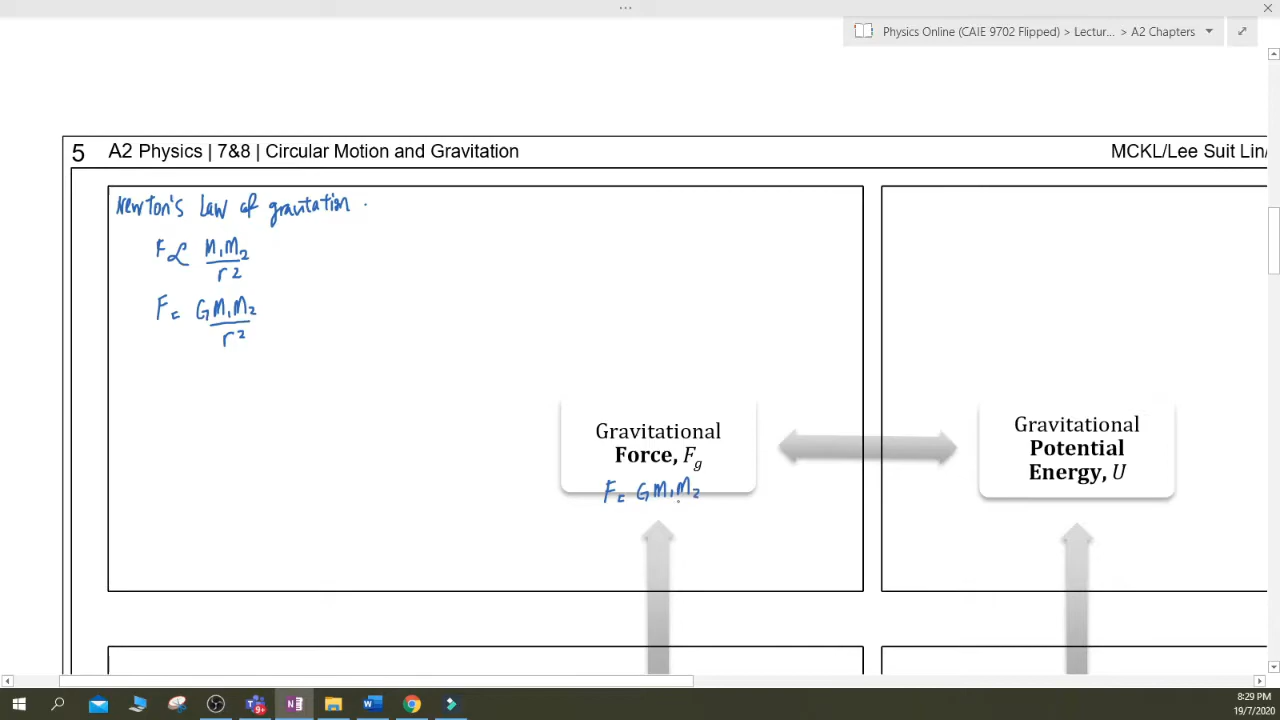 Physics Online (CAIE 9702 Flipped) > Lectur... > A2 Chapters
5 A2 Physics | 7&8 | Circular Motion and Gravitation
MCKL/Lee Suit Lin/
Newton's Law of gravitation .
F ∝ M₁M₂
r²
F = GM₁M₂
r²
Gravitational
Force, F_g
F = GM₁M₂
Gravitational
Potential
Energy, U
8:29 PM
19/7/2020